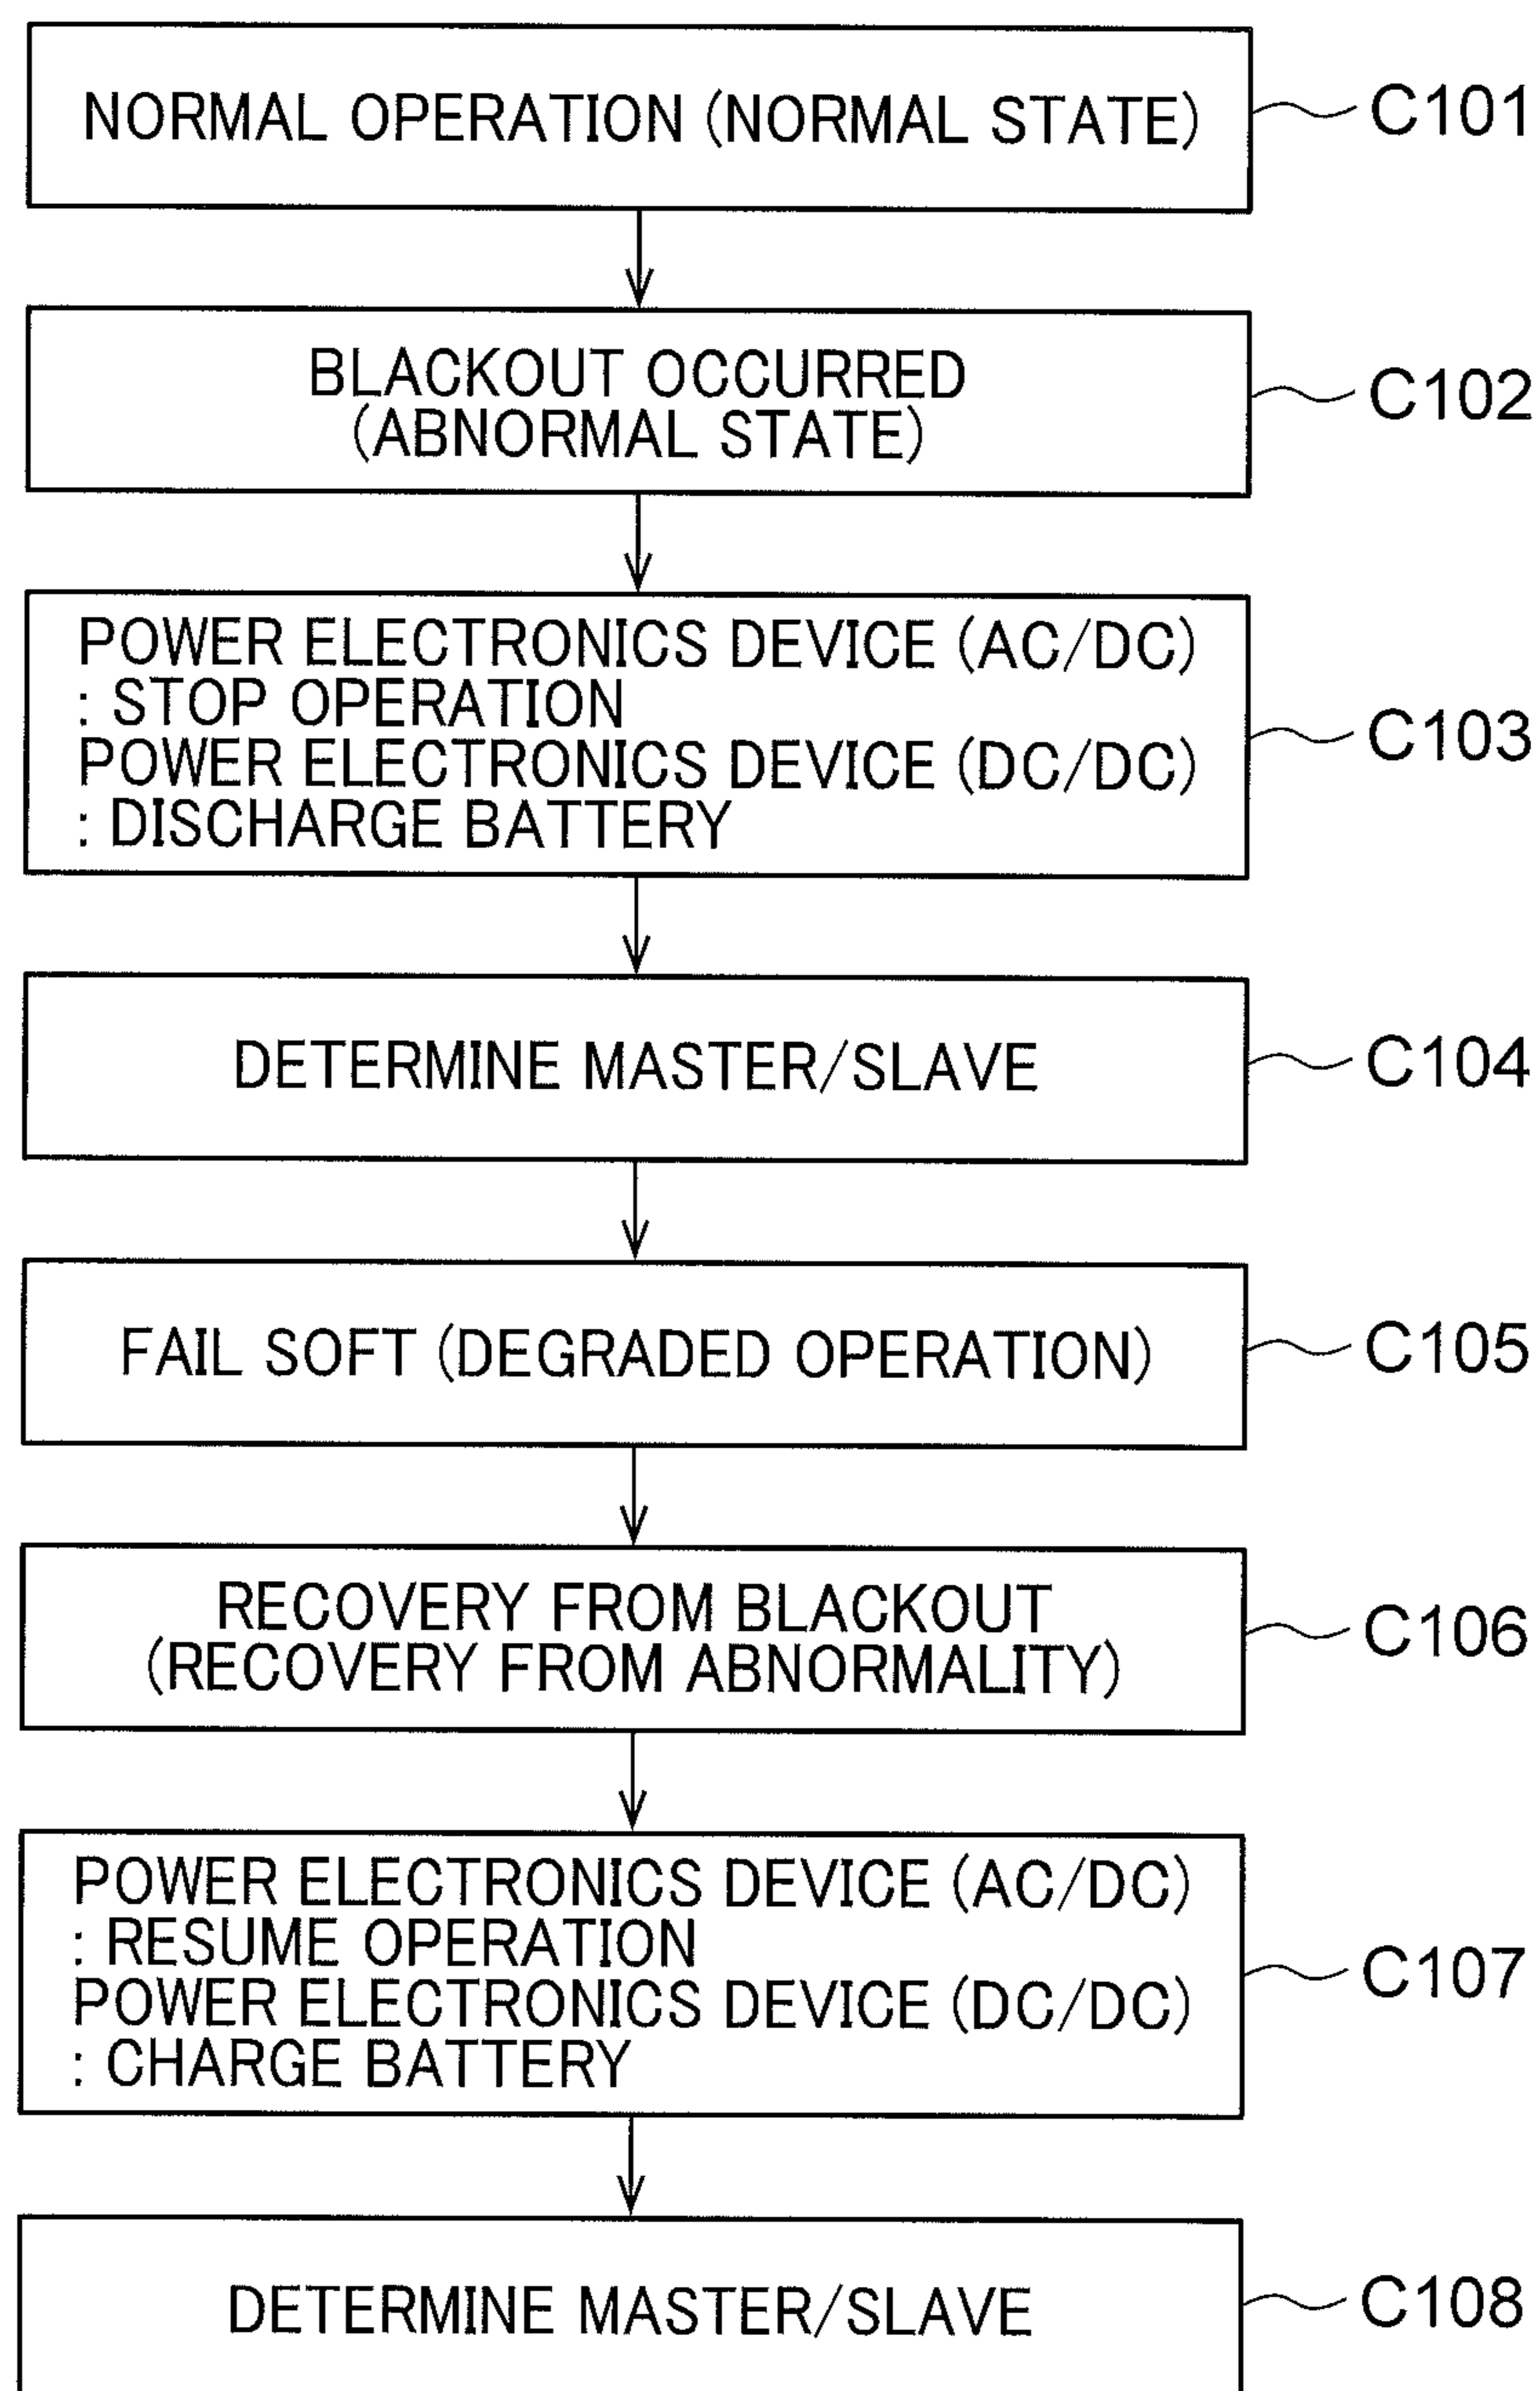 NORMAL OPERATION (NORMAL STATE)
C101
BLACKOUT OCCURRED
(ABNORMAL STATE)
C102
POWER ELECTRONICS DEVICE (AC/DC)
: STOP OPERATION
POWER ELECTRONICS DEVICE (DC/DC)
: DISCHARGE BATTERY
C103
DETERMINE MASTER/SLAVE
C104
FAIL SOFT (DEGRADED OPERATION)
C105
RECOVERY FROM BLACKOUT
(RECOVERY FROM ABNORMALITY)
C106
POWER ELECTRONICS DEVICE (AC/DC)
: RESUME OPERATION
POWER ELECTRONICS DEVICE (DC/DC)
: CHARGE BATTERY
C107
DETERMINE MASTER/SLAVE
C108